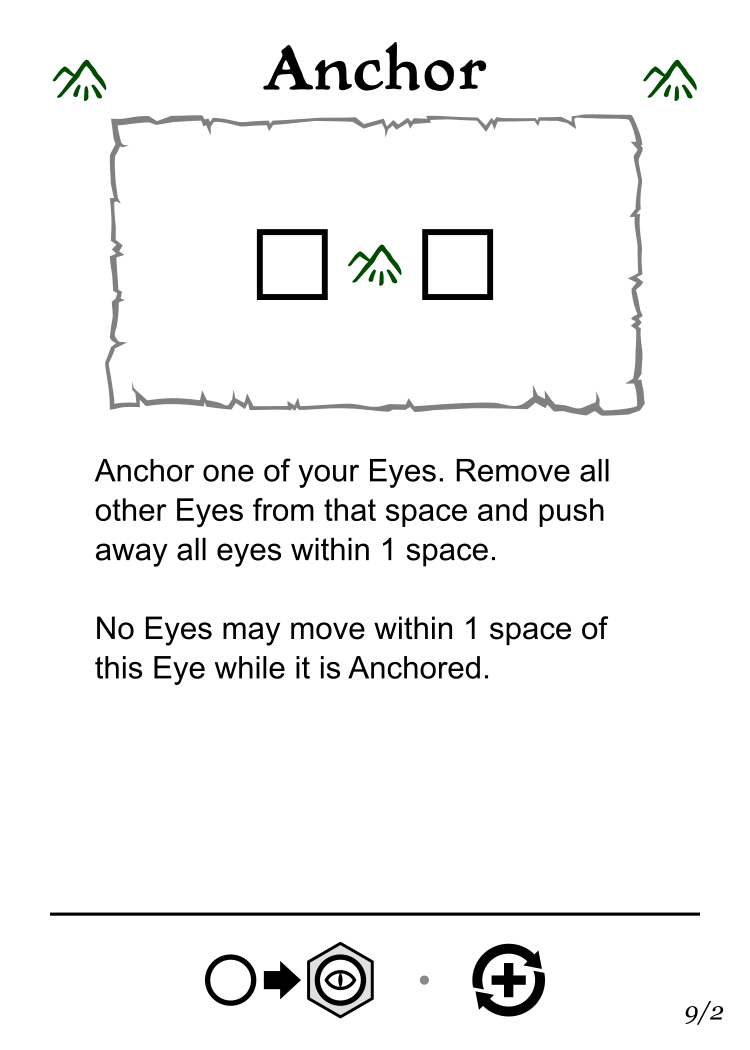 Anchor
Anchor one of your Eyes. Remove all
other Eyes from that space and push
away all eyes within 1 space.
No Eyes may move within 1 space of
this Eye while it is Anchored.
9/2